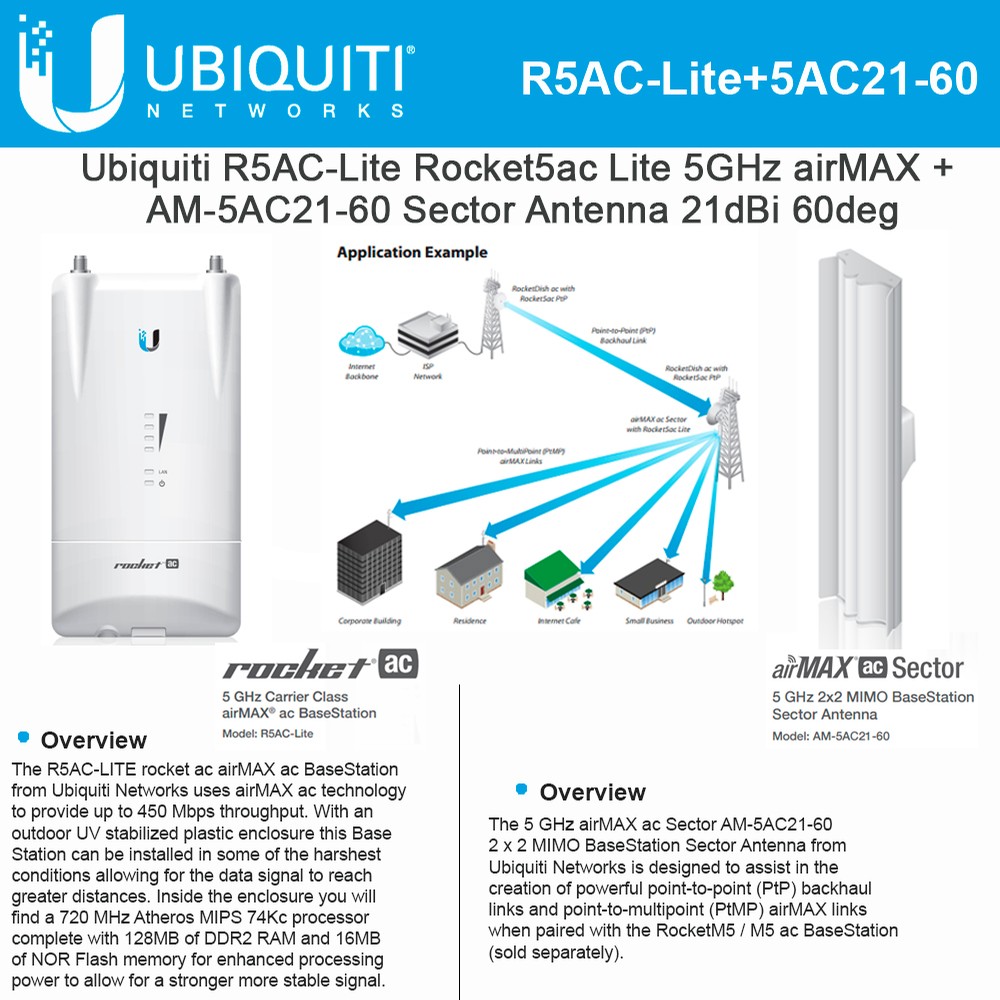 UBIQUITI®
NETWORKS
R5AC-Lite+5AC21-60
Ubiquiti R5AC-Lite Rocket5ac Lite 5GHz airMAX +
AM-5AC21-60 Sector Antenna 21dBi 60deg
Application Example
RocketDish ac with
Rocket5ac PtP
Point-to-Point (PtP)
Backhaul Link
Internet
Backbone
ISP
Network
RocketDish ac with
Rocket5ac PtP
airMAX ac Sector
with Rocket5ac Lite
Point-to-MultiPoint (PtMP)
airMAX Links
Corporate Building
Residence
Internet Cafe
Small Business
Outdoor Hotspot
LAN
rocket ac
rocket® ac
5 GHz Carrier Class
airMAX® ac BaseStation
Model: R5AC-Lite
airMAX® ac Sector
5 GHz 2x2 MIMO BaseStation
Sector Antenna
Model: AM-5AC21-60
• Overview
The R5AC-LITE rocket ac airMAX ac BaseStation
from Ubiquiti Networks uses airMAX ac technology
to provide up to 450 Mbps throughput. With an
outdoor UV stabilized plastic enclosure this Base
Station can be installed in some of the harshest
conditions allowing for the data signal to reach
greater distances. Inside the enclosure you will
find a 720 MHz Atheros MIPS 74Kc processor
complete with 128MB of DDR2 RAM and 16MB
of NOR Flash memory for enhanced processing
power to allow for a stronger more stable signal.
• Overview
The 5 GHz airMAX ac Sector AM-5AC21-60
2 x 2 MIMO BaseStation Sector Antenna from
Ubiquiti Networks is designed to assist in the
creation of powerful point-to-point (PtP) backhaul
links and point-to-multipoint (PtMP) airMAX links
when paired with the RocketM5 / M5 ac BaseStation
(sold separately).